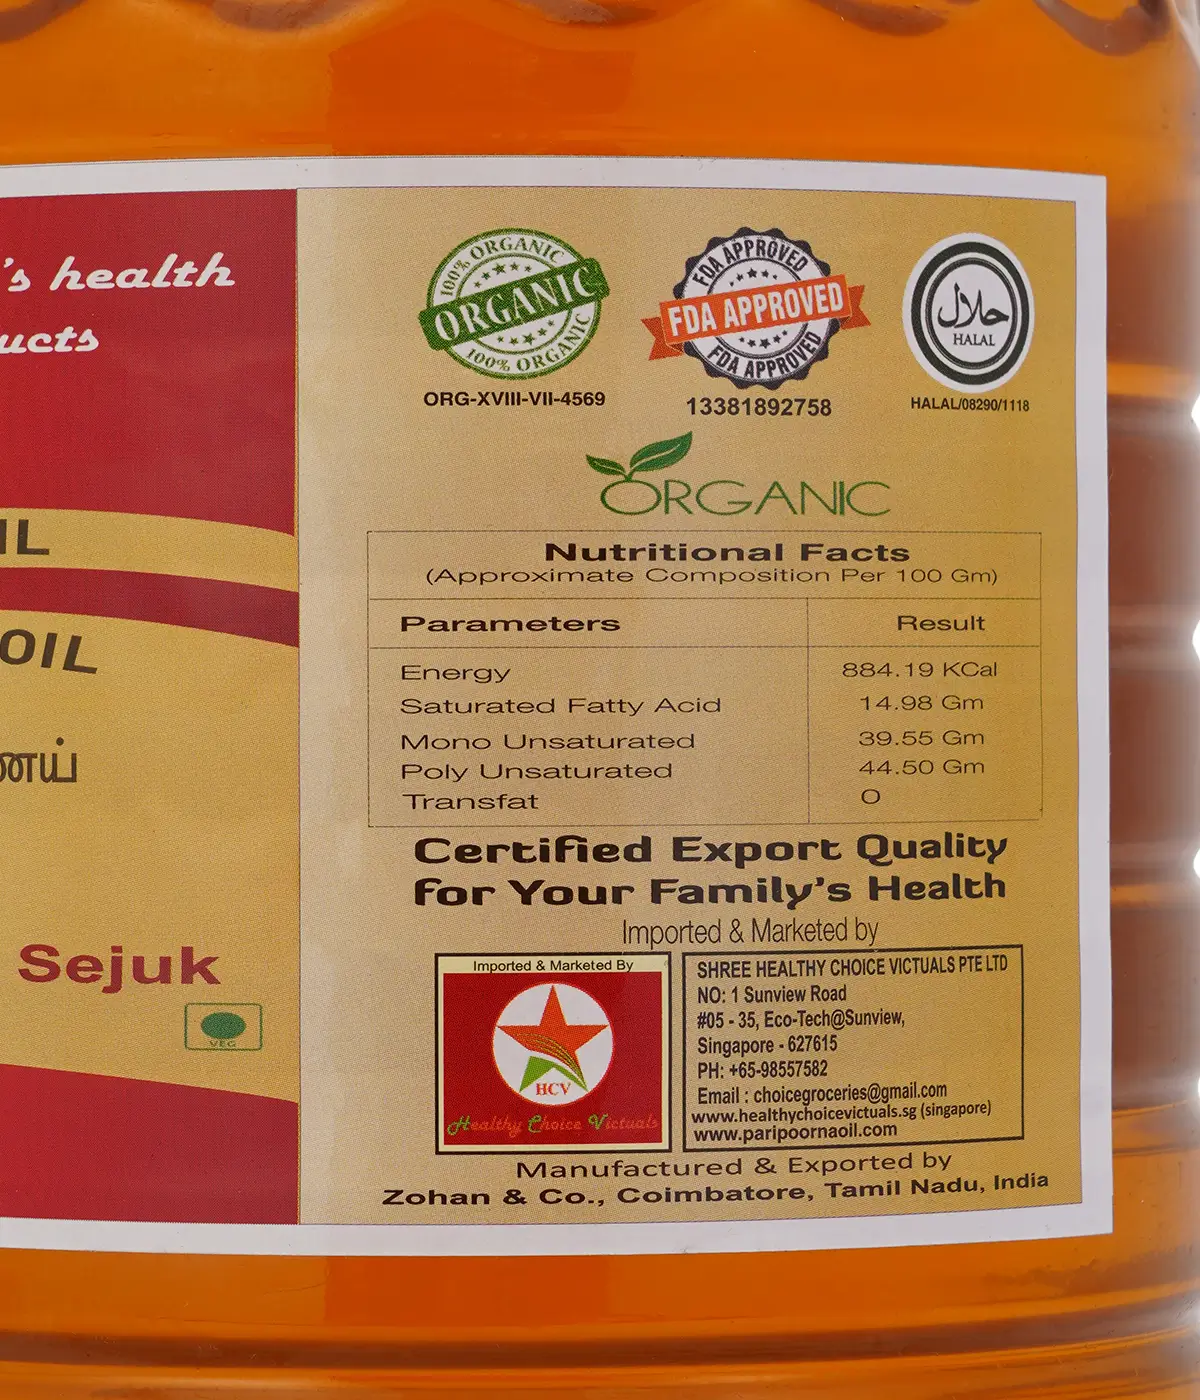 's health
ucts
IL
OIL
ணெய்
Sejuk
VEG
100% ORGANIC
ORGANIC
100% ORGANIC
ORG-XVIII-VII-4569
FDA APPROVED
FDA APPROVED
FDA APPROVED
13381892758
حلال
HALAL
HALAL/08290/1118
ORGANIC
Nutritional Facts
(Approximate Composition Per 100 Gm)
Parameters Result
Energy 884.19 KCal
Saturated Fatty Acid 14.98 Gm
Mono Unsaturated 39.55 Gm
Poly Unsaturated 44.50 Gm
Transfat O
Certified Export Quality
for Your Family's Health
Imported & Marketed by
Imported & Marketed By
HCV
Healthy Choice Victuals
SHREE HEALTHY CHOICE VICTUALS PTE LTD
NO: 1 Sunview Road
#05 - 35, Eco-Tech@Sunview,
Singapore - 627615
PH: +65-98557582
Email : choicegroceries@gmail.com
www.healthychoicevictuals.sg (singapore)
www.paripoornaoil.com
Manufactured & Exported by
Zohan & Co., Coimbatore, Tamil Nadu, India